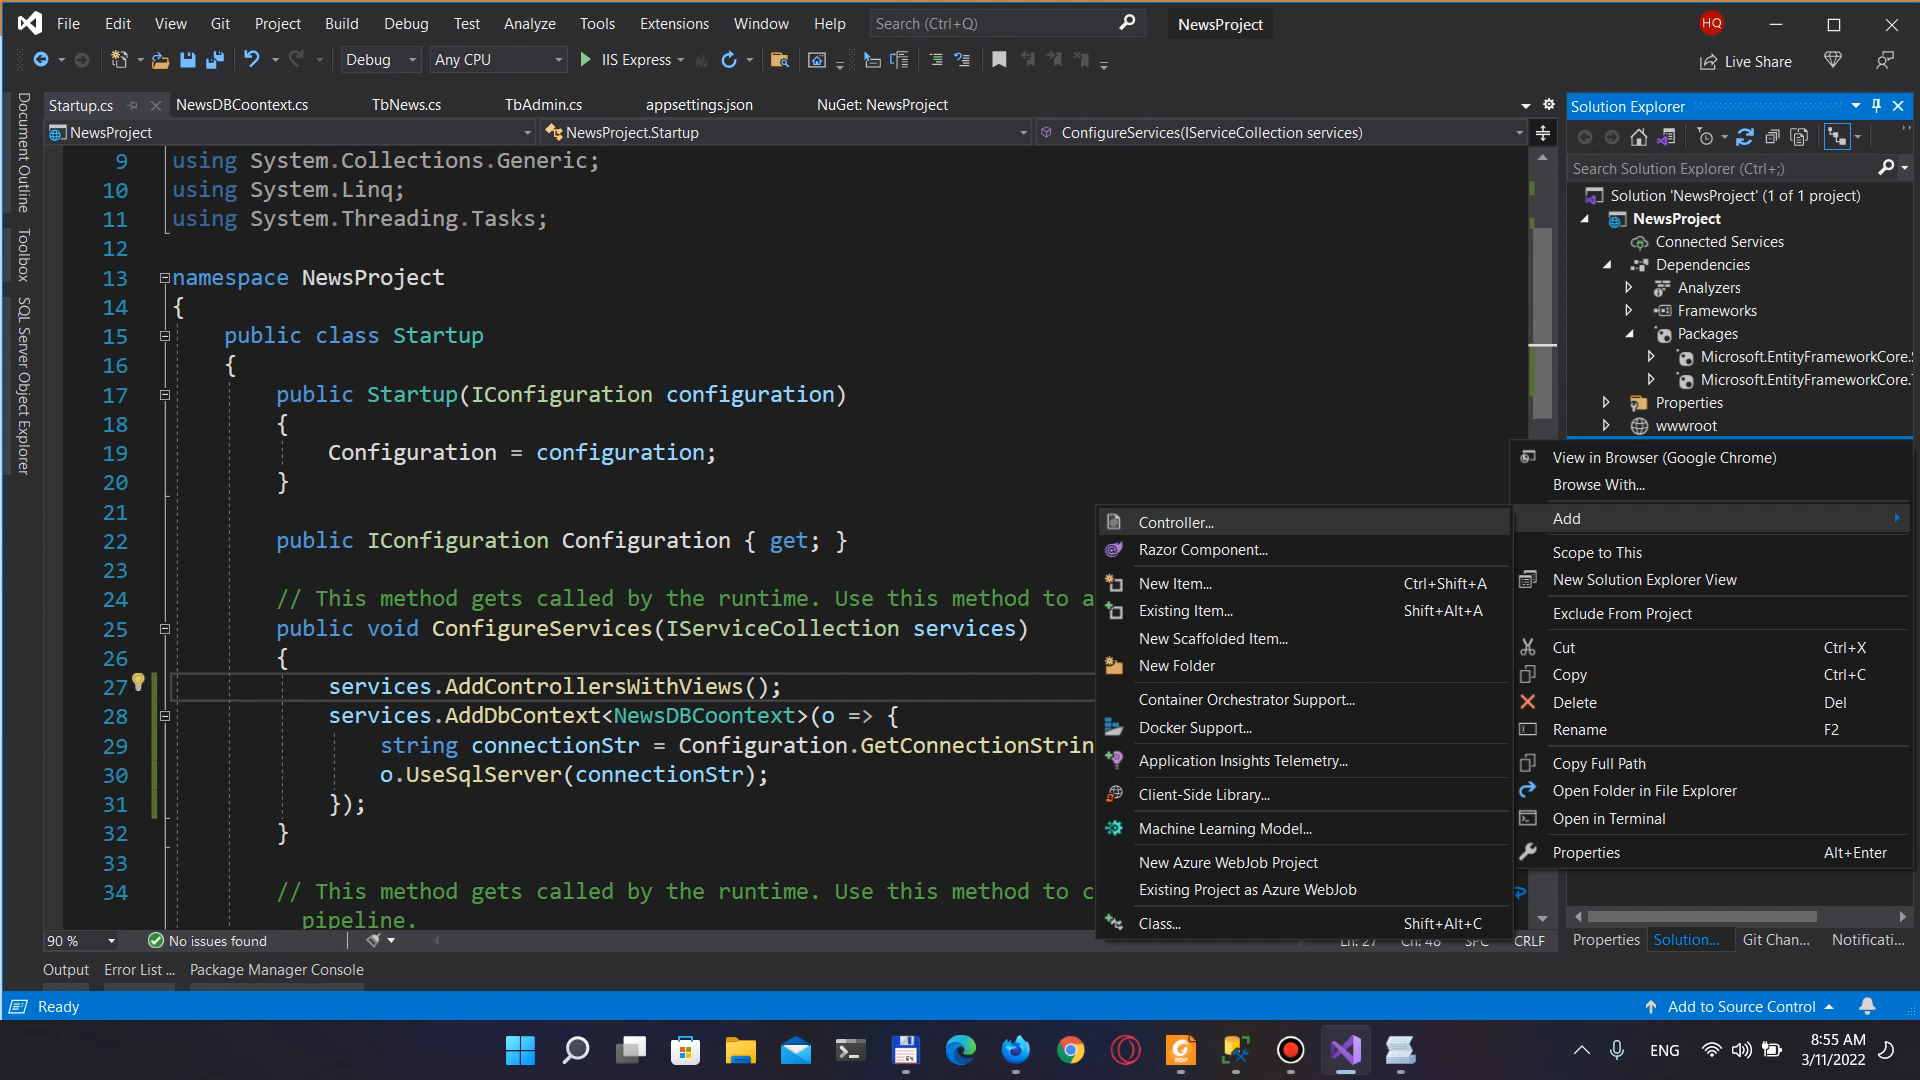 File Edit View Git Project Build Debug Test Analyze Tools Extensions Window Help Search (Ctrl+Q) NewsProject HQ
Debug Any CPU IIS Express Live Share
Startup.cs NewsDBCoontext.cs TbNews.cs TbAdmin.cs appsettings.json NuGet: NewsProject
NewsProject NewsProject.Startup ConfigureServices(IServiceCollection services)
Document Outline
Toolbox
SQL Server Object Explorer
9 using System.Collections.Generic;
10 using System.Linq;
11 using System.Threading.Tasks;
12
13 namespace NewsProject
14 {
15 public class Startup
16 {
17 public Startup(IConfiguration configuration)
18 {
19 Configuration = configuration;
20 }
21
22 public IConfiguration Configuration { get; }
23
24 // This method gets called by the runtime. Use this method to a
25 public void ConfigureServices(IServiceCollection services)
26 {
27 services.AddControllersWithViews();
28 services.AddDbContext<NewsDBCoontext>(o => {
29 string connectionStr = Configuration.GetConnectionStrin
30 o.UseSqlServer(connectionStr);
31 });
32 }
33
34 // This method gets called by the runtime. Use this method to c
pipeline.
90 % No issues found Ln: 27 Ch: 48 SPC CRLF
Output Error List ... Package Manager Console
Solution Explorer
Search Solution Explorer (Ctrl+;)
Solution 'NewsProject' (1 of 1 project)
NewsProject
Connected Services
Dependencies
Analyzers
Frameworks
Packages
Microsoft.EntityFrameworkCore.S
Microsoft.EntityFrameworkCore.T
Properties
wwwroot
View in Browser (Google Chrome)
Browse With...
Add
Scope to This
New Solution Explorer View
Exclude From Project
Cut Ctrl+X
Copy Ctrl+C
Delete Del
Rename F2
Copy Full Path
Open Folder in File Explorer
Open in Terminal
Properties Alt+Enter
Controller...
Razor Component...
New Item... Ctrl+Shift+A
Existing Item... Shift+Alt+A
New Scaffolded Item...
New Folder
Container Orchestrator Support...
Docker Support...
Application Insights Telemetry...
Client-Side Library...
Machine Learning Model...
New Azure WebJob Project
Existing Project as Azure WebJob
Class... Shift+Alt+C
Properties Solution... Git Chan... Notificati...
Ready Add to Source Control
ENG 8:55 AM
3/11/2022